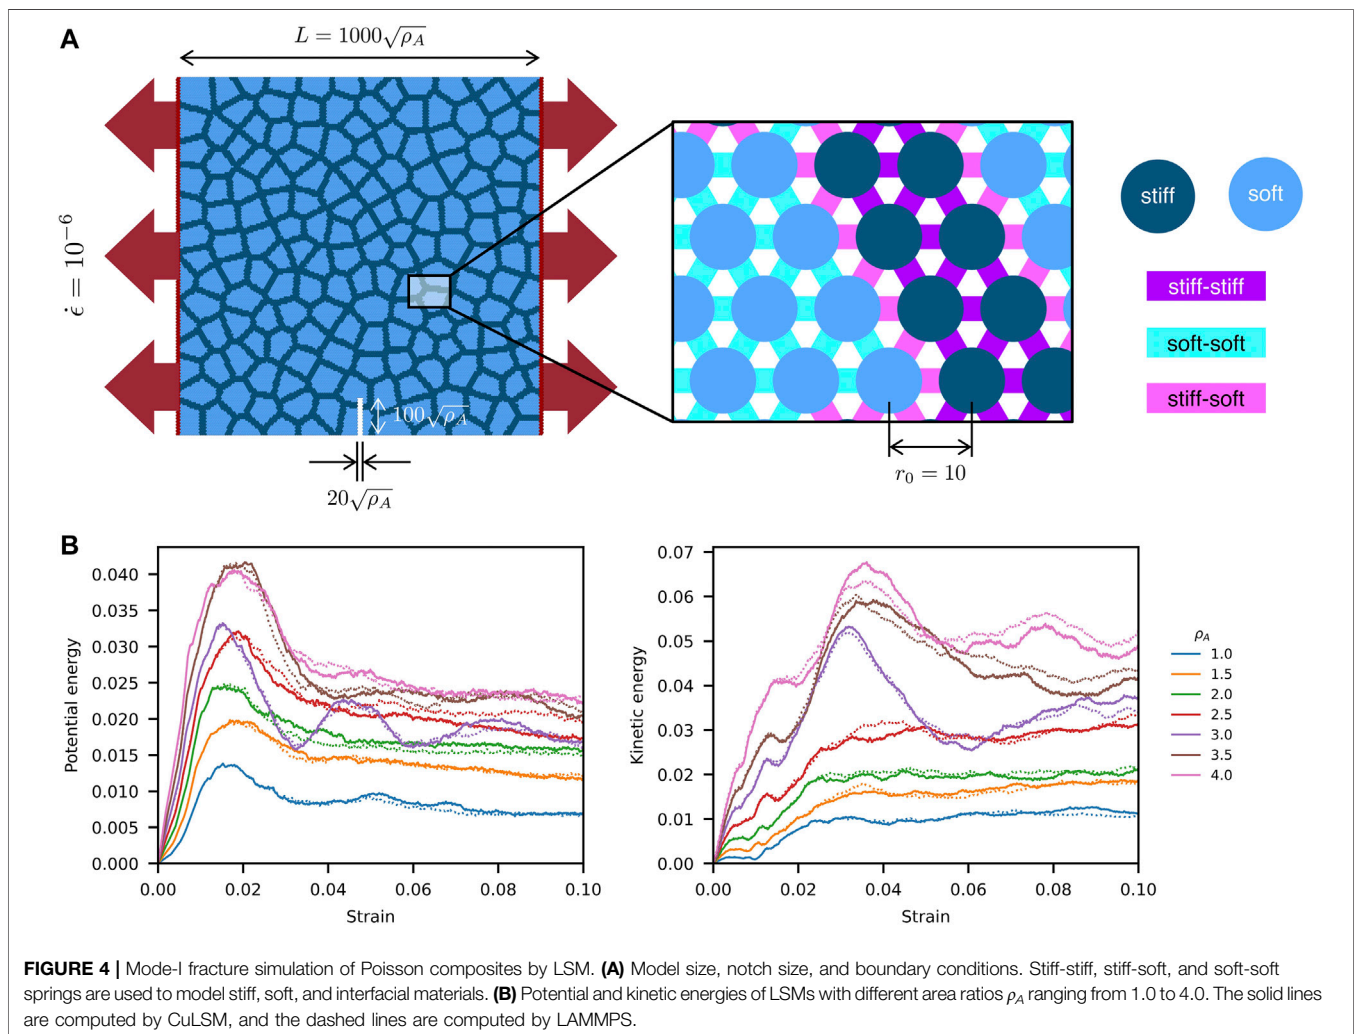 A
L = 1000√ρ_A
ϵ̇ = 10⁻⁶
100√ρ_A
20√ρ_A
r₀ = 10
stiff
soft
stiff-stiff
soft-soft
stiff-soft
B
Potential energy
0.040
0.035
0.030
0.025
0.020
0.015
0.010
0.005
0.000
0.00 0.02 0.04 0.06 0.08 0.10
Strain
Kinetic energy
0.07
0.06
0.05
0.04
0.03
0.02
0.01
0.00
0.00 0.02 0.04 0.06 0.08 0.10
Strain
ρ_A
1.0
1.5
2.0
2.5
3.0
3.5
4.0
FIGURE 4 | Mode-I fracture simulation of Poisson composites by LSM. (A) Model size, notch size, and boundary conditions. Stiff-stiff, stiff-soft, and soft-soft
springs are used to model stiff, soft, and interfacial materials. (B) Potential and kinetic energies of LSMs with different area ratios ρ_A ranging from 1.0 to 4.0. The solid lines
are computed by CuLSM, and the dashed lines are computed by LAMMPS.